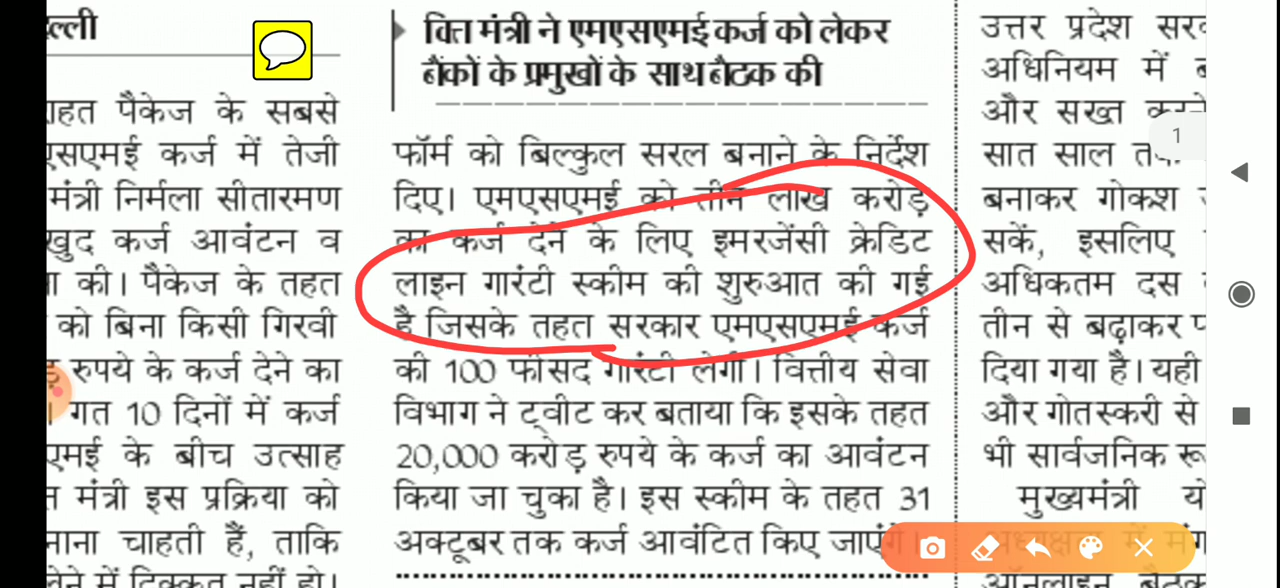 ल्ली
राहत पैकेज के सबसे
एसएमई कर्ज में तेजी
मंत्री निर्मला सीतारमण
खुद कर्ज आवंटन व
की। पैकेज के तहत
को बिना किसी गिरवी
रुपये के कर्ज देने का
। गत 10 दिनों में कर्ज
एमई के बीच उत्साह
मंत्री इस प्रक्रिया को
चाहती हैं, ताकि
लेने में दिक्कत नहीं हो।
वित्त मंत्री ने एमएसएमई कर्ज को लेकर
बैंकों के प्रमुखों के साथ बैठक की
फॉर्म को बिल्कुल सरल बनाने के निर्देश
दिए। एमएसएमई को तीन लाख करोड़
का कर्ज देने के लिए इमरजेंसी क्रेडिट
लाइन गारंटी स्कीम की शुरुआत की गई
है जिसके तहत सरकार एमएसएमई कर्ज
की 100 फीसद गारंटी लेगी। वित्तीय सेवा
विभाग ने ट्वीट कर बताया कि इसके तहत
20,000 करोड़ रुपये के कर्ज का आवंटन
किया जा चुका है। इस स्कीम के तहत 31
अक्टूबर तक कर्ज आवंटित किए जाएंगे।
उत्तर प्रदेश
अधिनियम में
और सख्त करने
सात साल
बनाकर गोकश
सकें, इसलिए
अधिकतम दस
तीन से बढ़ाकर
दिया गया है। यही
और गोतस्करी से
भी सार्वजनिक
मुख्यमंत्री
1